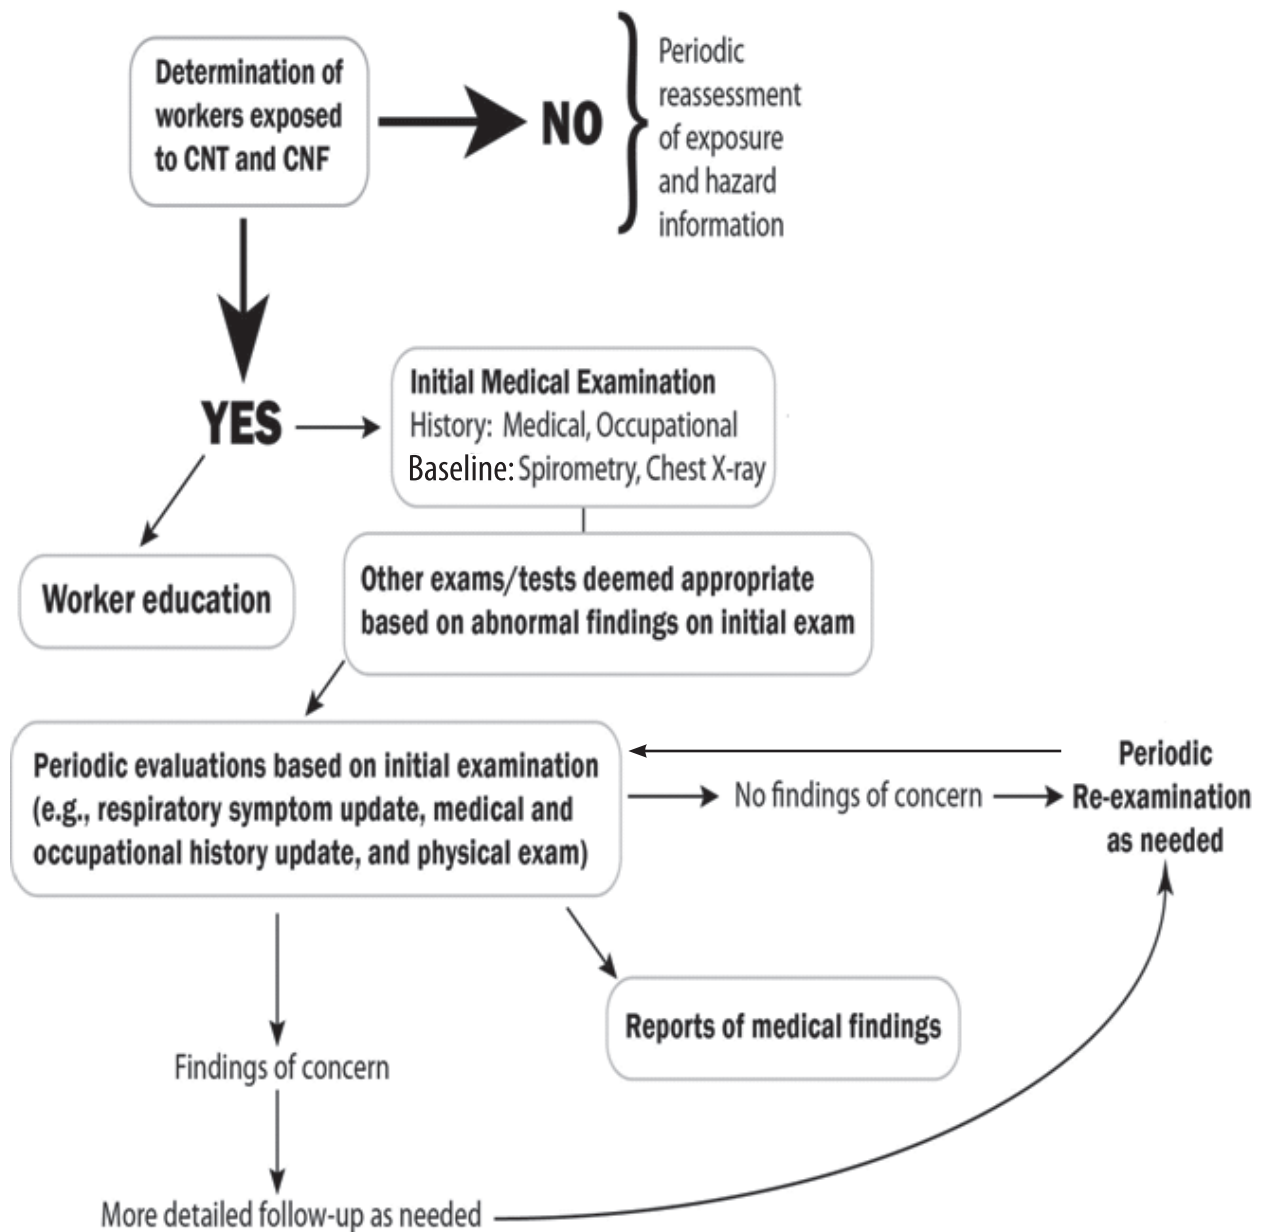 Determination of
workers exposed
to CNT and CNF
NO
Periodic
reassessment
of exposure
and hazard
information
YES
Initial Medical Examination
History: Medical, Occupational
Baseline: Spirometry, Chest X-ray
Worker education
Other exams/tests deemed appropriate
based on abnormal findings on initial exam
Periodic evaluations based on initial examination
(e.g., respiratory symptom update, medical and
occupational history update, and physical exam)
No findings of concern
Periodic
Re-examination
as needed
Reports of medical findings
Findings of concern
More detailed follow-up as needed